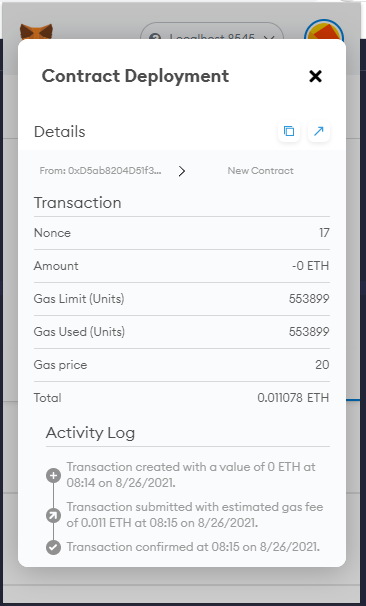 Localhost 8545
Contract Deployment
Details
From: 0xD5ab8204D51f3...
New Contract
Transaction
Nonce 17
Amount -0 ETH
Gas Limit (Units) 553899
Gas Used (Units) 553899
Gas price 20
Total 0.011078 ETH
Activity Log
Transaction created with a value of 0 ETH at
08:14 on 8/26/2021.
Transaction submitted with estimated gas fee
of 0.011 ETH at 08:15 on 8/26/2021.
Transaction confirmed at 08:15 on 8/26/2021.